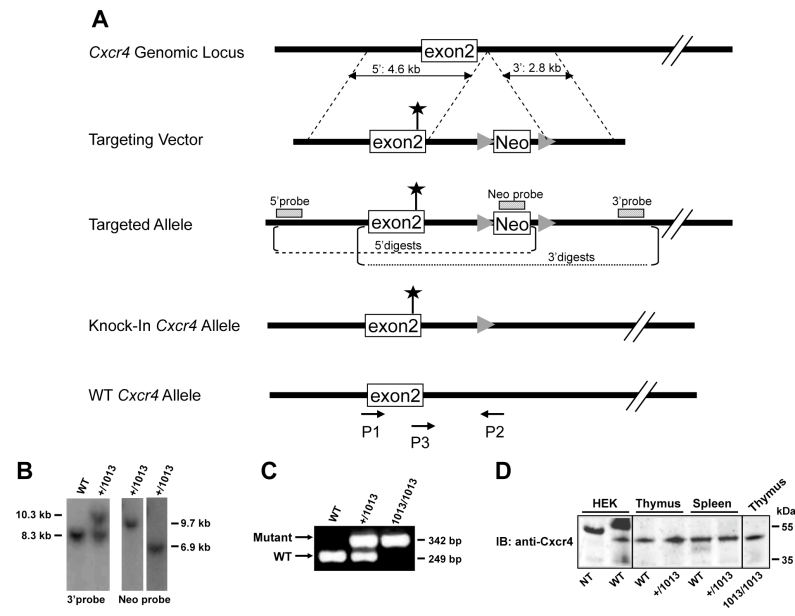 A
Cxcr4 Genomic Locus
exon2
5': 4.6 kb
3': 2.8 kb
Targeting Vector
exon2
Neo
Targeted Allele
5'probe
Neo probe
3'probe
exon2
Neo
5'digests
3'digests
Knock-In Cxcr4 Allele
exon2
WT Cxcr4 Allele
exon2
P1
P3
P2
B
WT
+/1013
+/1013
+/1013
10.3 kb
8.3 kb
9.7 kb
6.9 kb
3'probe
Neo probe
C
WT
+/1013
1013/1013
Mutant
342 bp
WT
249 bp
D
HEK
Thymus
Spleen
Thymus
kDa
55
IB: anti-Cxcr4
35
NT
WT
WT
+/1013
WT
+/1013
1013/1013